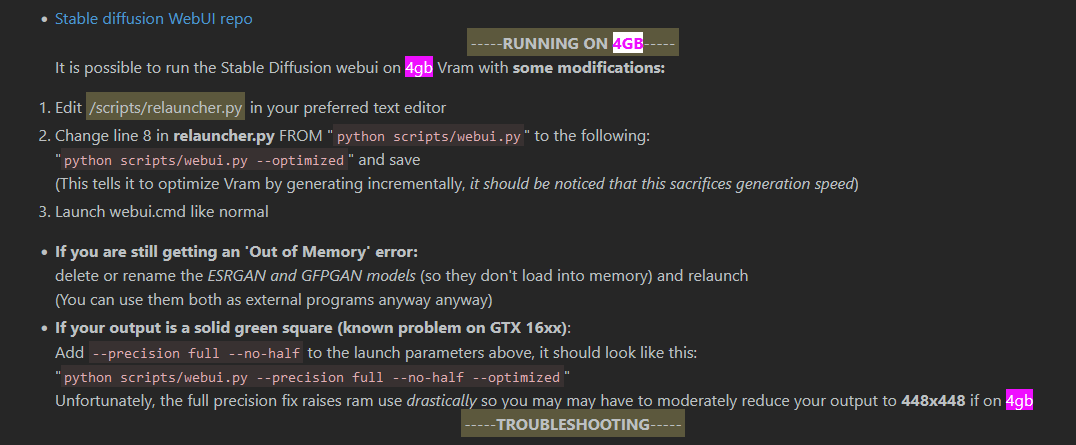 • Stable diffusion WebUI repo
-----RUNNING ON 4GB-----
It is possible to run the Stable Diffusion webui on 4gb Vram with some modifications:
1. Edit /scripts/relauncher.py in your preferred text editor
2. Change line 8 in relauncher.py FROM "python scripts/webui.py" to the following:
"python scripts/webui.py --optimized" and save
(This tells it to optimize Vram by generating incrementally, it should be noticed that this sacrifices generation speed)
3. Launch webui.cmd like normal
• If you are still getting an 'Out of Memory' error:
delete or rename the ESRGAN and GFPGAN models (so they don't load into memory) and relaunch
(You can use them both as external programs anyway anyway)
• If your output is a solid green square (known problem on GTX 16xx):
Add --precision full --no-half to the launch parameters above, it should look like this:
"python scripts/webui.py --precision full --no-half --optimized"
Unfortunately, the full precision fix raises ram use drastically so you may may have to moderately reduce your output to 448x448 if on 4gb
-----TROUBLESHOOTING-----